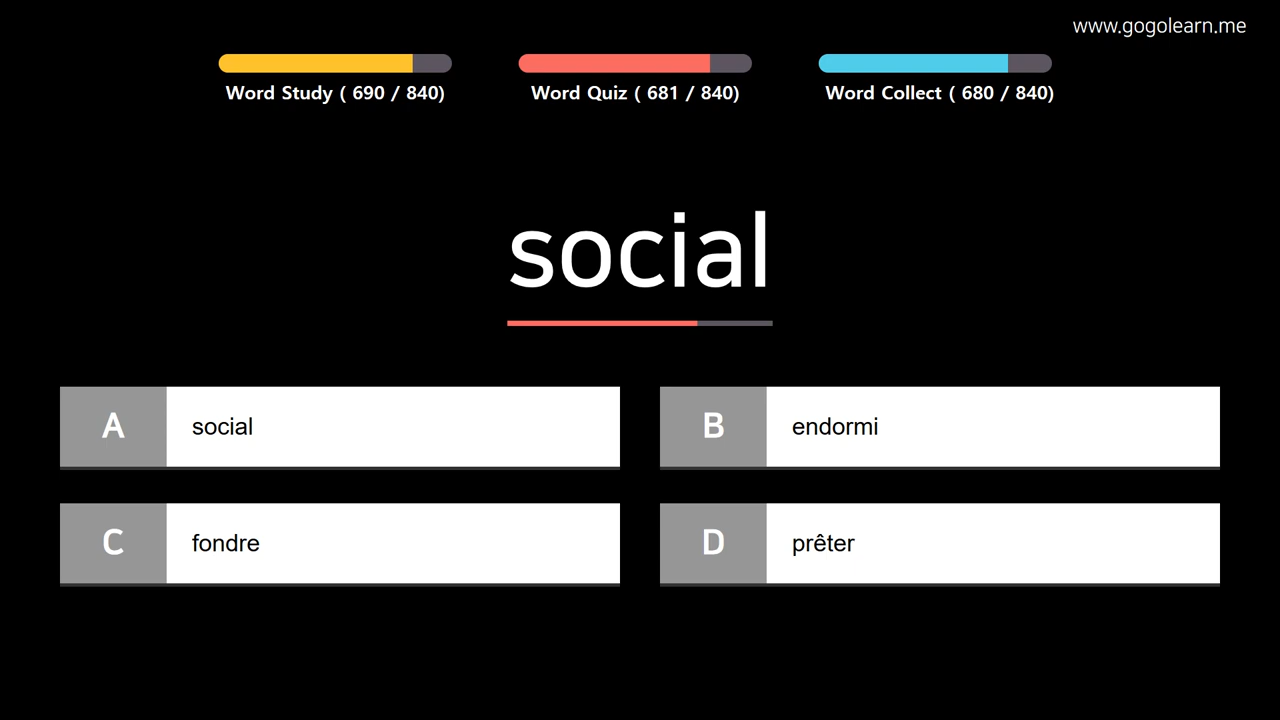 www.gogolearn.me
Word Study ( 690 / 840)
Word Quiz ( 681 / 840)
Word Collect ( 680 / 840)
social
A social
B endormi
C fondre
D prêter